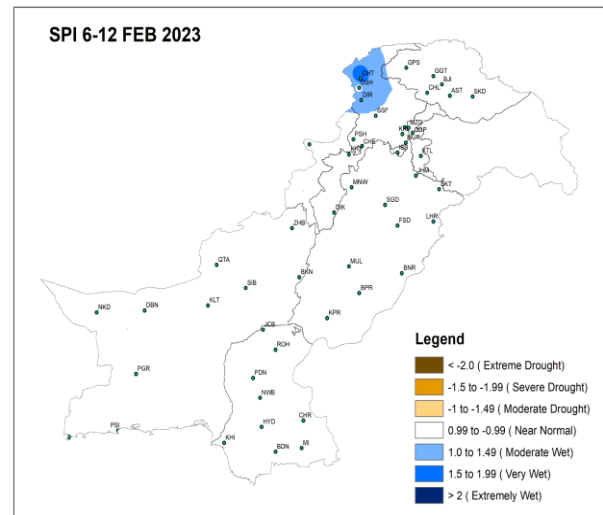 SPI 6-12 FEB 2023
CHT
DIR
GPS
GGT
BJI
CHL
AST
SKD
SSF
PSH
CHE
KTL
JHM
SKT
MNW
SGD
DIK
FSD
LHR
ZHB
QTA
MUL
BNR
BKN
SIB
BPR
NKD
DBN
KLT
KPR
JCB
ROH
PGR
PDN
NWB
CHR
HYD
PSI
KHI
BDN
MI
Legend
< -2.0 ( Extreme Drought)
-1.5 to -1.99 ( Severe Drought)
-1 to -1.49 ( Moderate Drought)
0.99 to -0.99 ( Near Normal)
1.0 to 1.49 ( Moderate Wet)
1.5 to 1.99 ( Very Wet)
> 2 ( Extremely Wet)